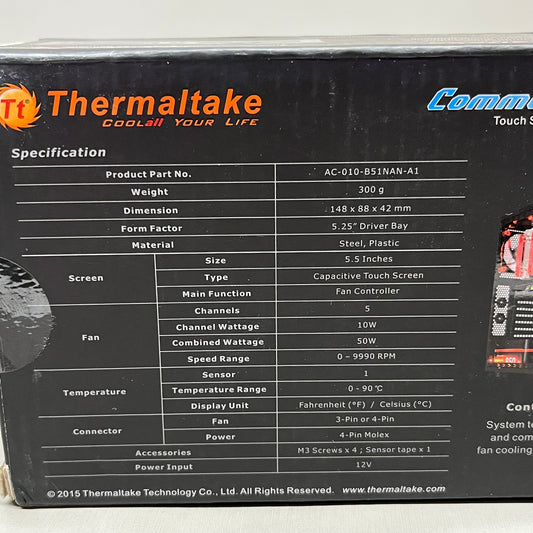 Tt Thermaltake
COOLall YOUR LIFE
Touch S
Specification
Product Part No. AC-010-B51NAN-A1
Weight 300 g
Dimension 148 x 88 x 42 mm
Form Factor 5.25" Driver Bay
Material Steel, Plastic
Screen Size 5.5 Inches
Type Capacitive Touch Screen
Main Function Fan Controller
Fan Channels 5
Channel Wattage 10W
Combined Wattage 50W
Speed Range 0 – 9990 RPM
Temperature Sensor 1
Temperature Range 0 - 90 °C
Display Unit Fahrenheit (°F) / Celsius (°C)
Connector Fan 3-Pin or 4-Pin
Power 4-Pin Molex
Accessories M3 Screws x 4 ; Sensor tape x 1
Power Input 12V
© 2015 Thermaltake Technology Co., Ltd. All Rights Reserved. www.thermaltake.com
Comm
Cont
System te
and com
fan cooling